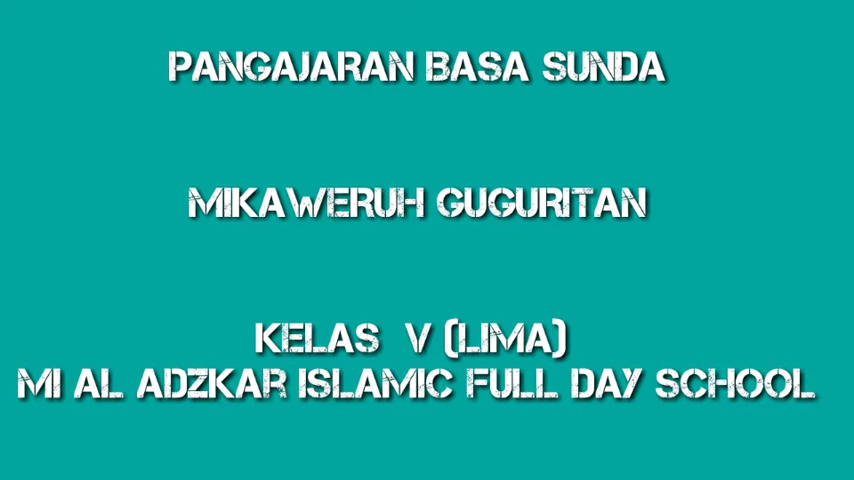 PANGAJARAN BASA SUNDA
MIKAWERUH GUGURITAN
KELAS V (LIMA)
MI AL ADZKAR ISLAMIC FULL DAY SCHOOL